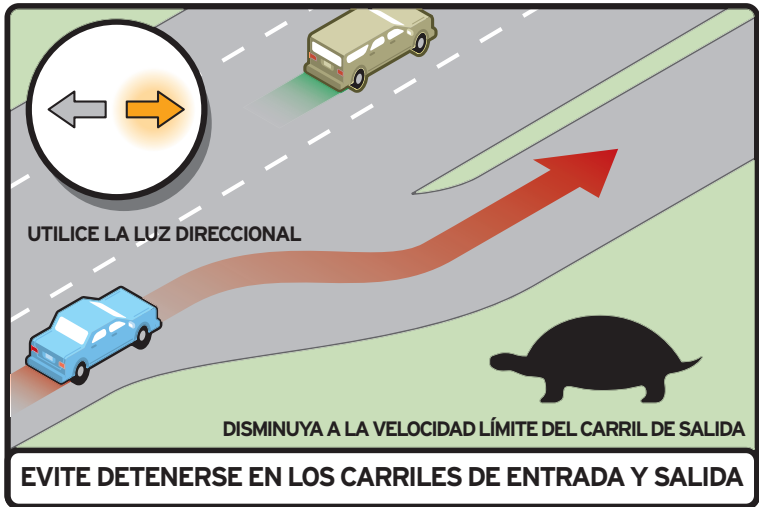 UTILICE LA LUZ DIRECCIONAL
DISMINUYA A LA VELOCIDAD LÍMITE DEL CARRIL DE SALIDA
EVITE DETENERSE EN LOS CARRILES DE ENTRADA Y SALIDA